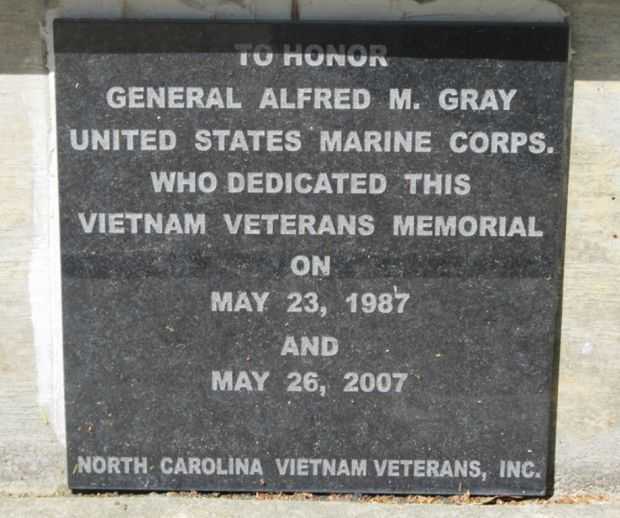 TO HONOR
GENERAL ALFRED M. GRAY
UNITED STATES MARINE CORPS.
WHO DEDICATED THIS
VIETNAM VETERANS MEMORIAL
ON
MAY 23, 1987
AND
MAY 26, 2007
NORTH CAROLINA VIETNAM VETERANS, INC.